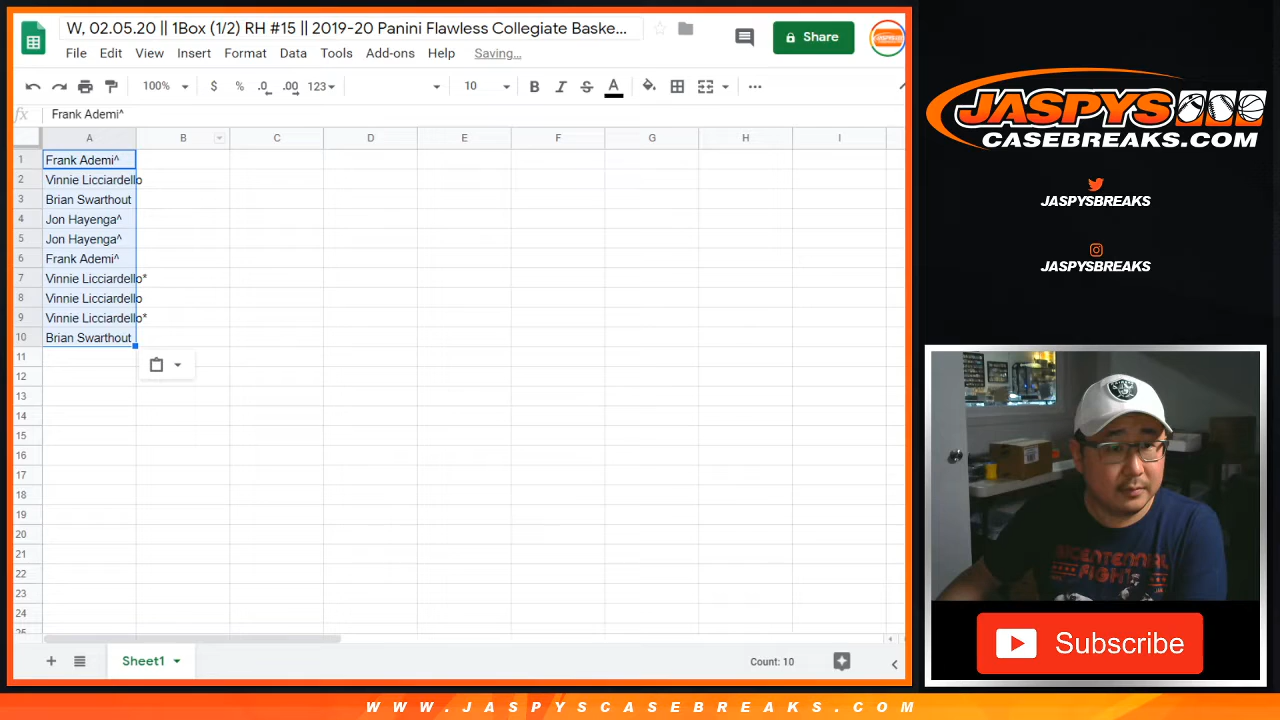 W, 02.05.20 || 1Box (1/2) RH #15 || 2019-20 Panini Flawless Collegiate Baske...
Share
File Edit View Insert Format Data Tools Add-ons Help Saving...
100% $ % .0 .00 123 10 B I S A
fx Frank Ademi^
A B C D E F G H I
1 Frank Ademi^
2 Vinnie Licciardello
3 Brian Swarthout
4 Jon Hayenga^
5 Jon Hayenga^
6 Frank Ademi^
7 Vinnie Licciardello*
8 Vinnie Licciardello
9 Vinnie Licciardello*
10 Brian Swarthout
11
12
13
14
15
16
17
18
19
20
21
22
23
24
25
Sheet1
Count: 10
JASPYS
CASEBREAKS.COM
JASPYSBREAKS
JASPYSBREAKS
BICENTENNIAL
FIGHT
Subscribe
WWW.JASPYSCASEBREAKS.COM